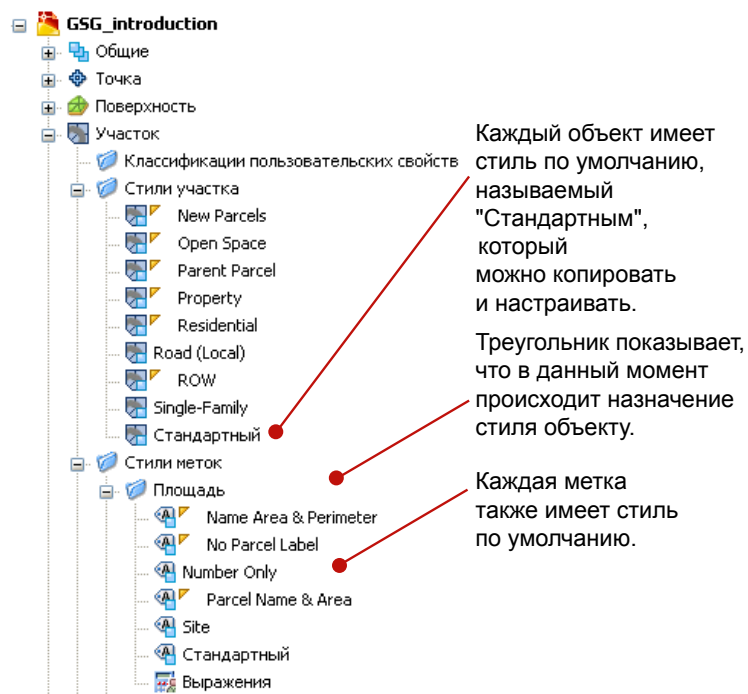 GSG_introduction
Общие
Точка
Поверхность
Участок
Классификации пользовательских свойств
Стили участка
New Parcels
Open Space
Parent Parcel
Property
Residential
Road (Local)
ROW
Single-Family
Стандартный
Стили меток
Площадь
Name Area & Perimeter
No Parcel Label
Number Only
Parcel Name & Area
Site
Стандартный
Выражения
Каждый объект имеет
стиль по умолчанию,
называемый
"Стандартным",
который
можно копировать
и настраивать.
Треугольник показывает,
что в данный момент
происходит назначение
стиля объекту.
Каждая метка
также имеет стиль
по умолчанию.